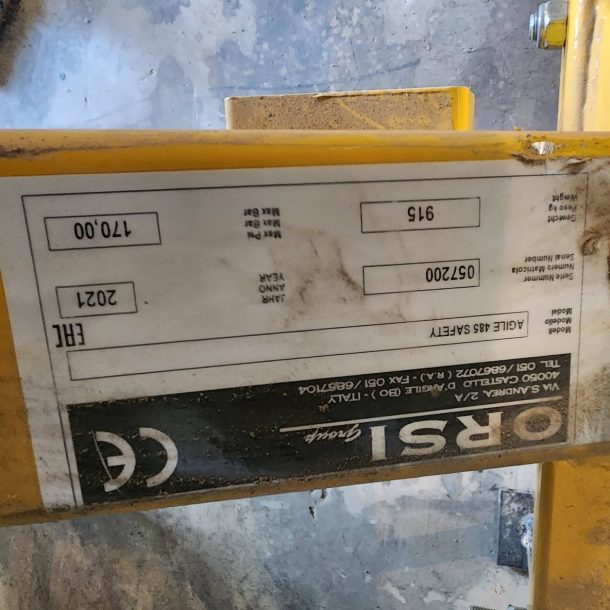 ORSI
group
CE
VIA S.ANDREA, 2/A
40050 CASTELLO D'ARGILE (BO) - ITALY
TEL. 051/6867072 (R.A.) - FAX 051/6867104
EAC
Modell
Modello
Model
AGILE 485 SAFETY
Serie Nummer
Numero Matricola
Serial Number
057200
JAHR
ANNO
YEAR
2021
Gewicht
Peso kg
Weight
915
Max Psi
Max Bar
Max Bar
170,00